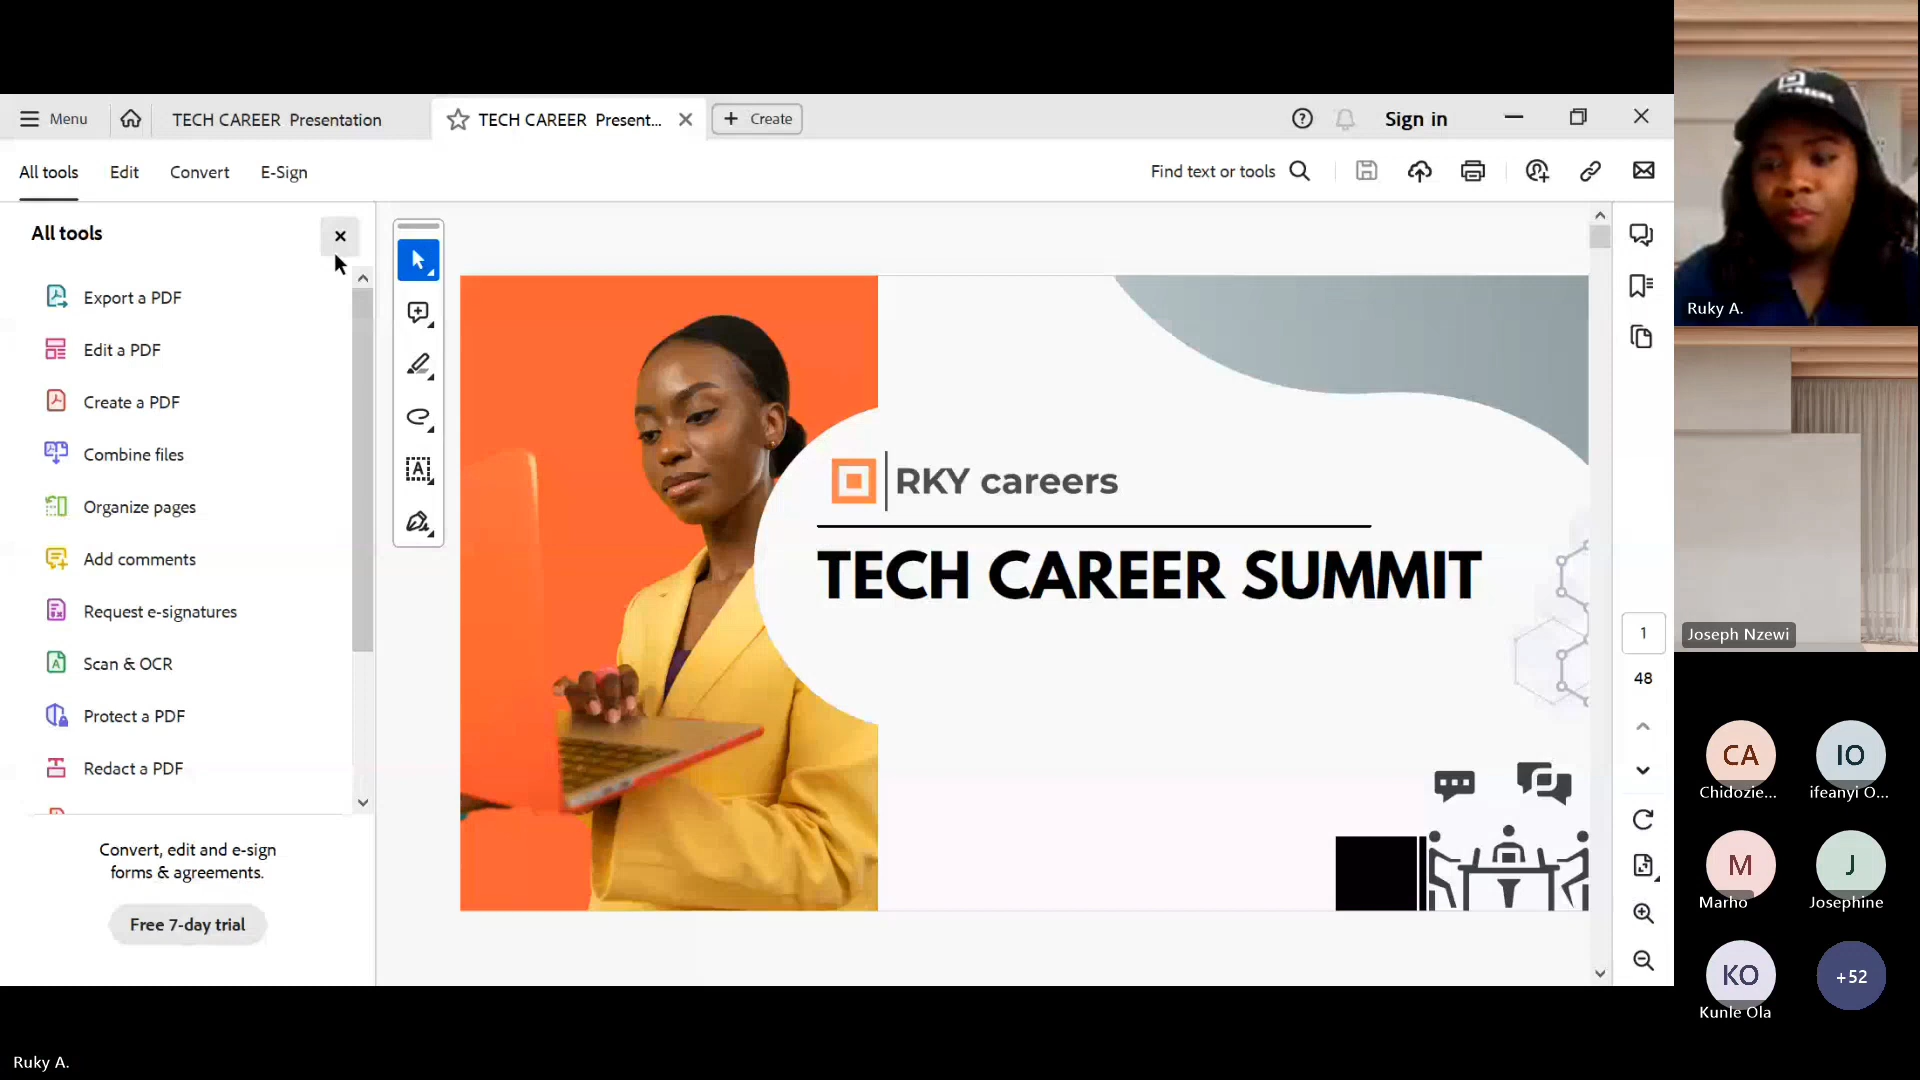 Menu
TECH CAREER  Presentation
TECH CAREER  Present...
Create
Sign in
All tools
Edit
Convert
E-Sign
Find text or tools
All tools
Export a PDF
Edit a PDF
Create a PDF
Combine files
Organize pages
Add comments
Request e-signatures
Scan & OCR
Protect a PDF
Redact a PDF
Convert, edit and e-sign
forms & agreements.
Free 7-day trial
RKY careers
TECH CAREER SUMMIT
1
48
Ruky A.
Joseph Nzewi
CA
Chidozie...
IO
ifeanyi O...
M
Marho
J
Josephine
KO
Kunle Ola
+52
Ruky A.